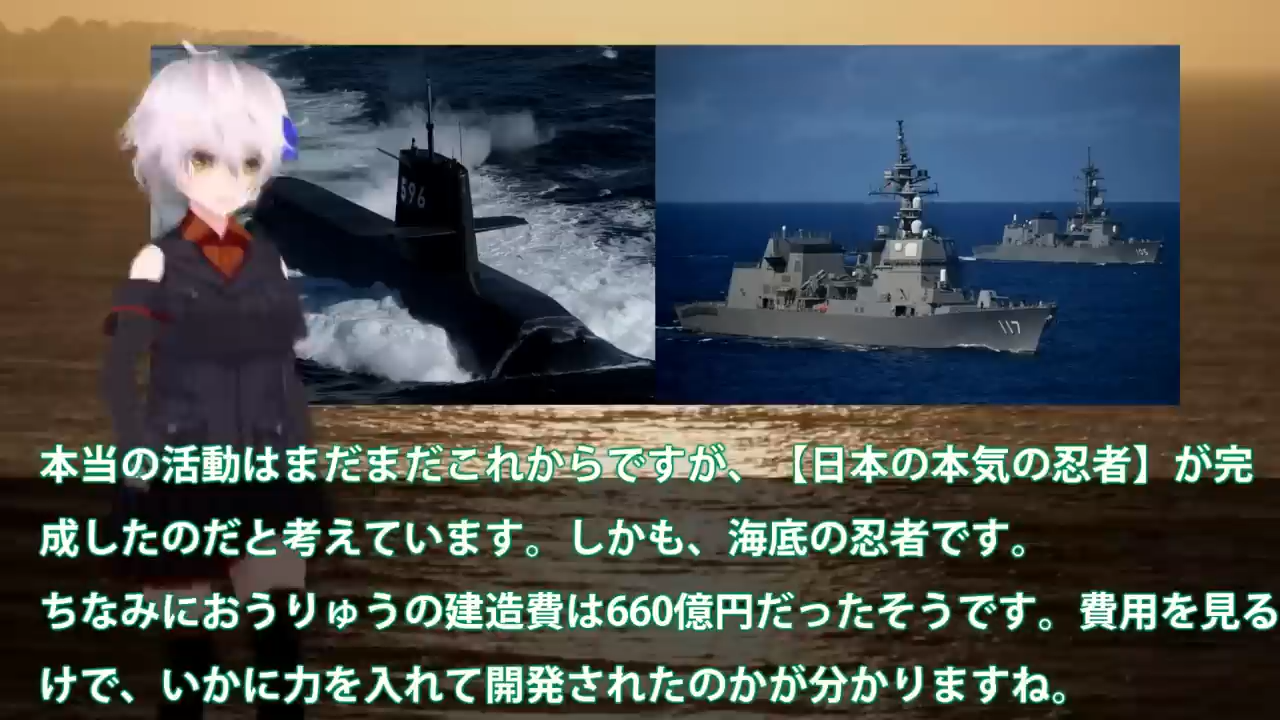 596
117
105
本当の活動はまだまだこれからですが、【日本の本気の忍者】が完
成したのだと考えています。しかも、海底の忍者です。
ちなみにおうりゅうの建造費は660億円だったそうです。費用を見る
けで、いかに力を入れて開発されたのかが分かりますね。